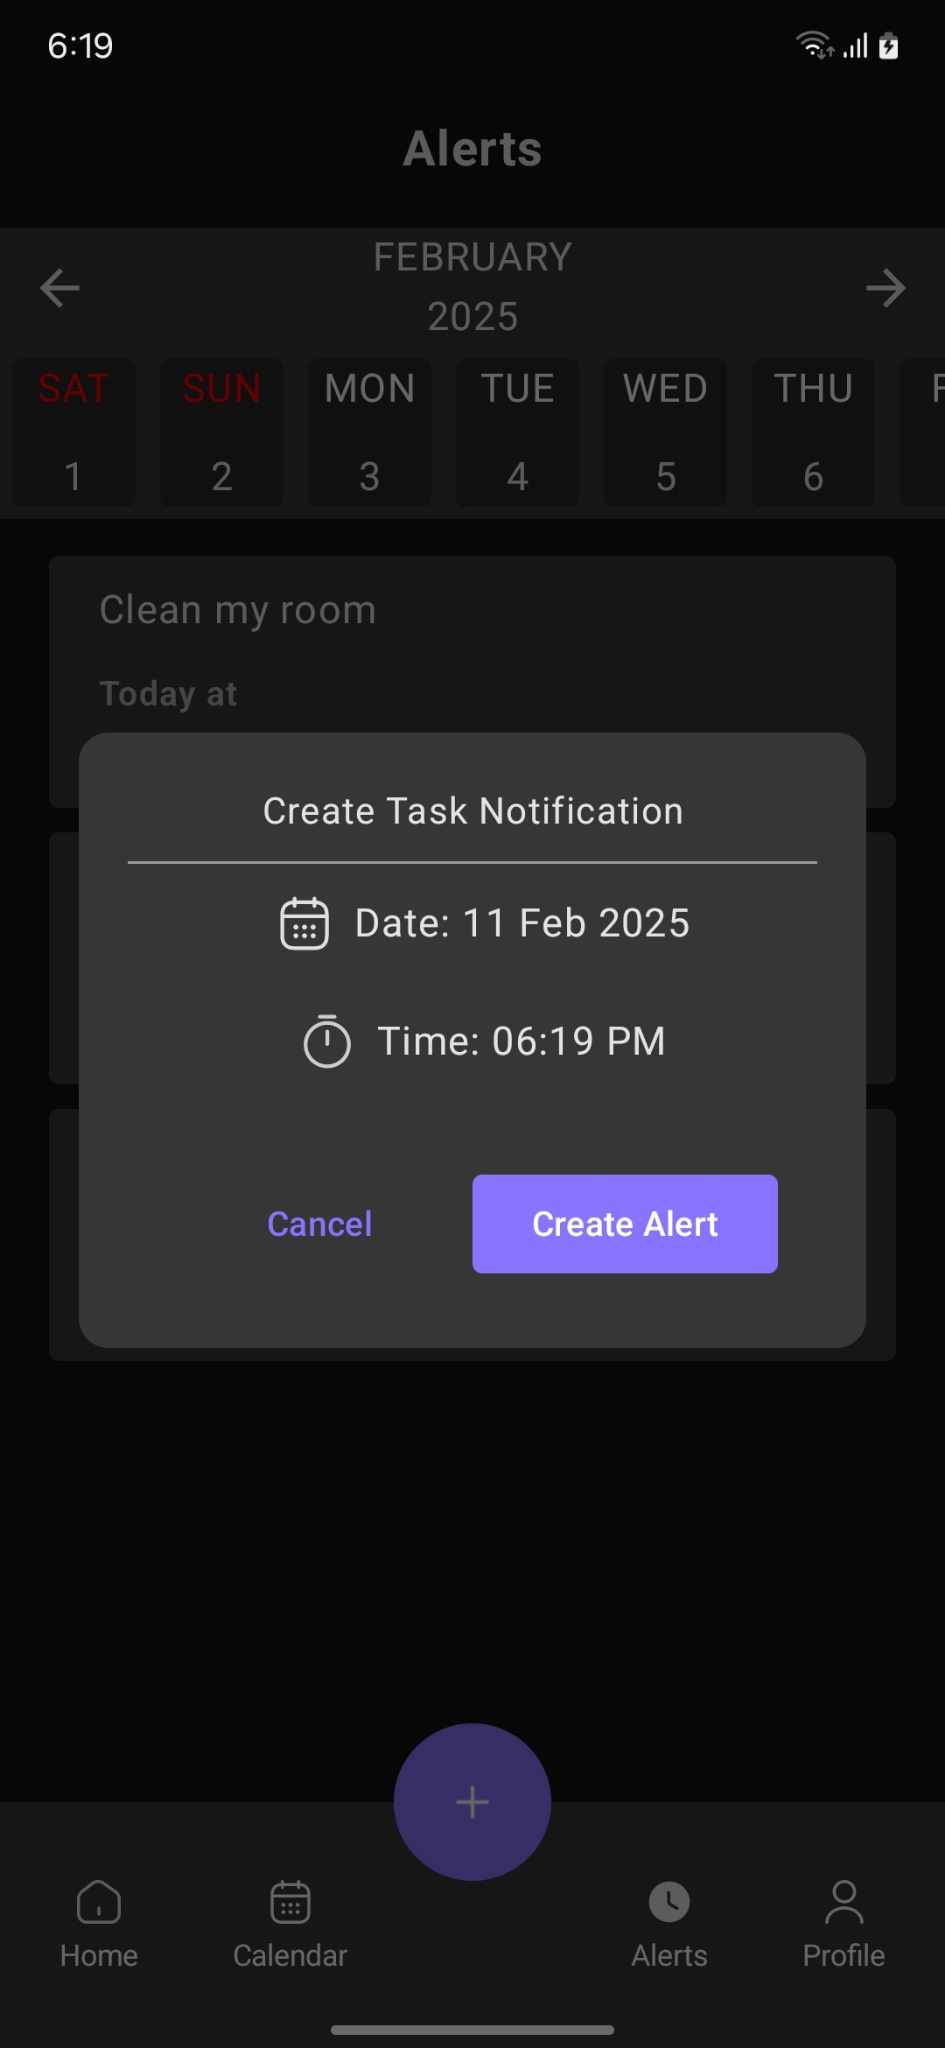 6:19
Alerts
FEBRUARY
2025
SAT SUN MON TUE WED THU F
1 2 3 4 5 6
Clean my room
Today at
Create Task Notification
Date: 11 Feb 2025
Time: 06:19 PM
Cancel Create Alert
Home Calendar Alerts Profile